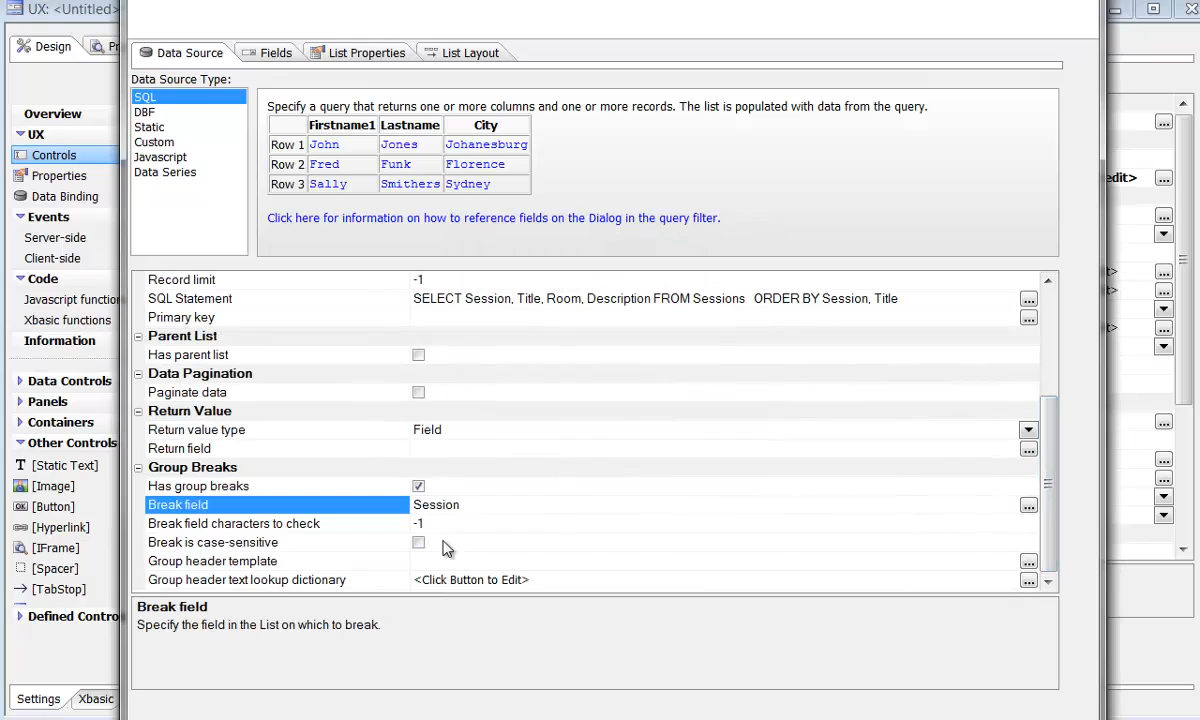 UX: <Untitled>
Design
Pr
Overview
UX
Controls
Properties
Data Binding
Events
Server-side
Client-side
Code
Javascript function
Xbasic functions
Information
Data Controls
Panels
Containers
Other Controls
[Static Text]
[Image]
[Button]
[Hyperlink]
[IFrame]
[Spacer]
[TabStop]
Defined Contro
Settings
Xbasic
Data Source
Fields
List Properties
List Layout
Data Source Type:
SQL
DBF
Static
Custom
Javascript
Data Series
Specify a query that returns one or more columns and one or more records. The list is populated with data from the query.
Firstname1 Lastname City
Row 1 John Jones Johanesburg
Row 2 Fred Funk Florence
Row 3 Sally Smithers Sydney
Click here for information on how to reference fields on the Dialog in the query filter.
Record limit -1
SQL Statement SELECT Session, Title, Room, Description FROM Sessions ORDER BY Session, Title
Primary key
Parent List
Has parent list
Data Pagination
Paginate data
Return Value
Return value type Field
Return field
Group Breaks
Has group breaks
Break field Session
Break field characters to check -1
Break is case-sensitive
Group header template
Group header text lookup dictionary <Click Button to Edit>
Break field
Specify the field in the List on which to break.
edit>
t>
t>
t>